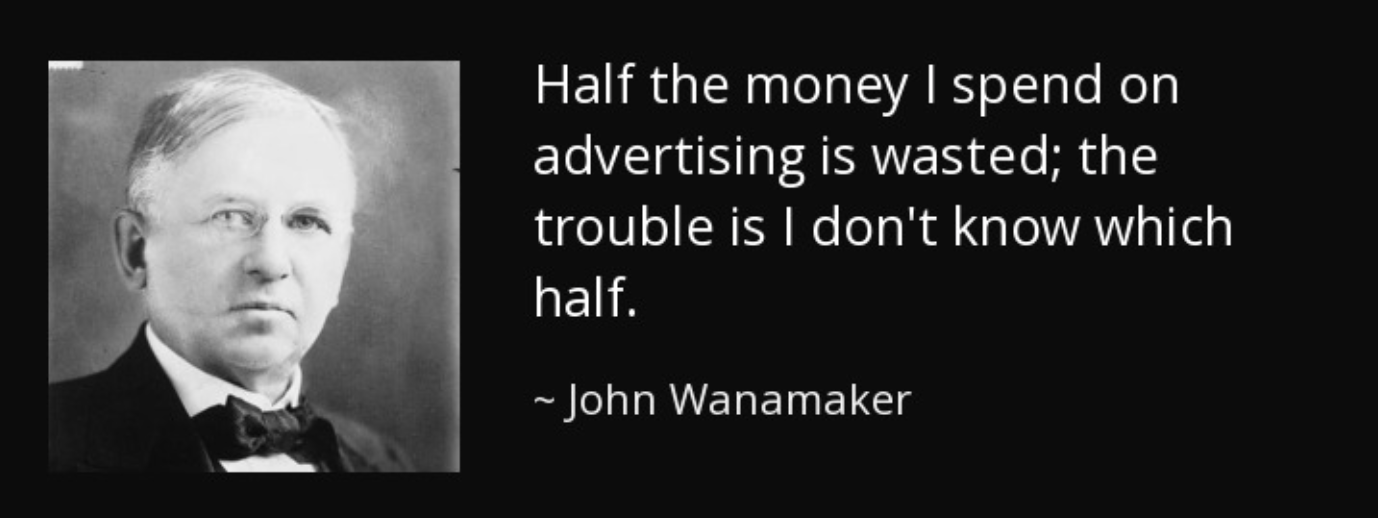 Half the money I spend on
advertising is wasted; the
trouble is I don't know which
half.
~ John Wanamaker